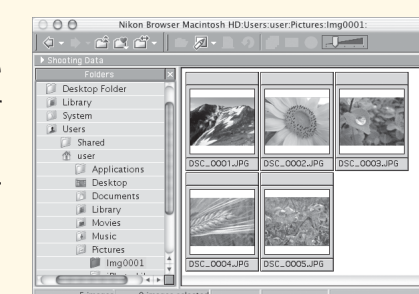 Nikon Browser Macintosh HD:Users:user:Pictures:Img0001:
Shooting Data
Folders
Desktop Folder
Library
System
Users
Shared
user
Applications
Desktop
Documents
Library
Movies
Music
Pictures
Img0001
DSC_0001.JPG
DSC_0002.JPG
DSC_0003.JPG
DSC_0004.JPG
DSC_0005.JPG